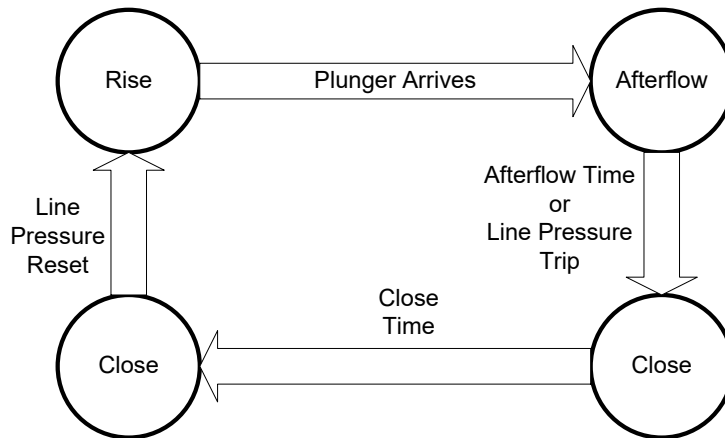 Rise
Plunger Arrives
Afterflow
Line
Pressure
Reset
Afterflow Time
or
Line Pressure
Trip
Close
Time
Close
Close